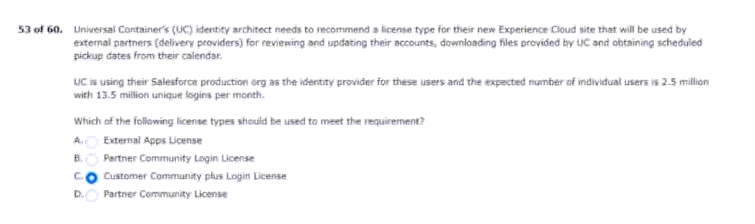 53 of 60. Universal Container's (UC) identity architect needs to recommend a license type for their new Experience Cloud site that will be used by
external partners (delivery providers) for reviewing and updating their accounts, downloading files provided by UC and obtaining scheduled
pickup dates from their calendar.
UC is using their Salesforce production org as the identity provider for these users and the expected number of individual users is 2.5 million
with 13.5 million unique logins per month.
Which of the following license types should be used to meet the requirement?
A. External Apps License
B. Partner Community Login License
C. Customer Community plus Login License
D. Partner Community License